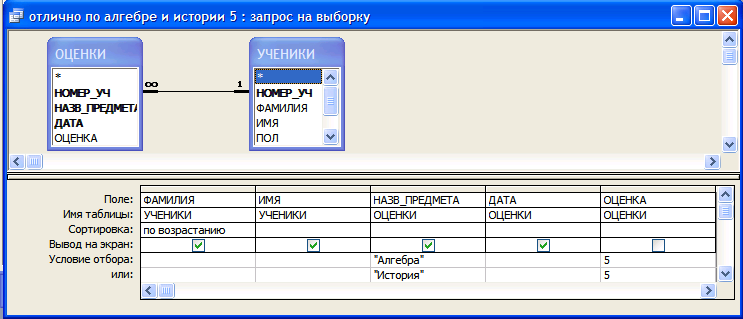 отлично по алгебре и истории 5 : запрос на выборку
ОЦЕНКИ
*
НОМЕР_УЧ
НАЗВ_ПРЕДМЕТА
ДАТА
ОЦЕНКА
∞ 1
УЧЕНИКИ
*
НОМЕР_УЧ
ФАМИЛИЯ
ИМЯ
ПОЛ
Поле: ФАМИЛИЯ ИМЯ НАЗВ_ПРЕДМЕТА ДАТА ОЦЕНКА
Имя таблицы: УЧЕНИКИ УЧЕНИКИ ОЦЕНКИ ОЦЕНКИ ОЦЕНКИ
Сортировка: по возрастанию
Вывод на экран:
Условие отбора: "Алгебра" 5
или: "История" 5